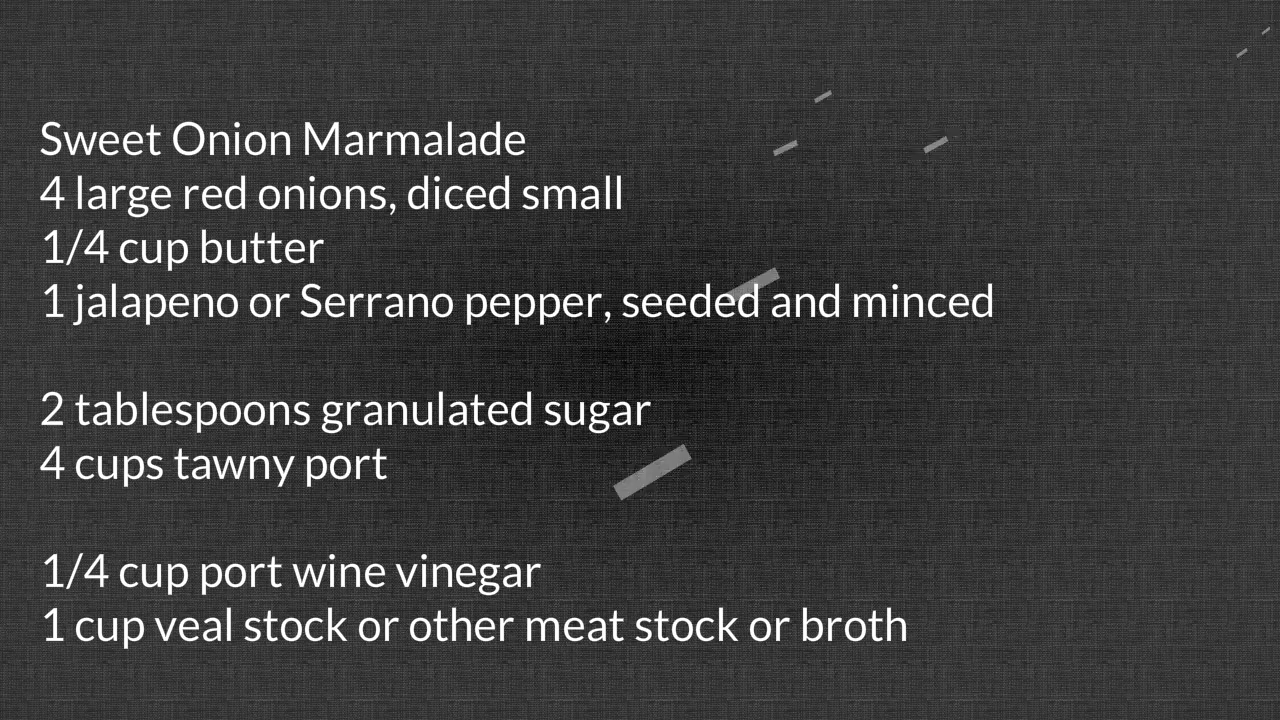 Sweet Onion Marmalade
4 large red onions, diced small
1/4 cup butter
1 jalapeno or Serrano pepper, seeded and minced
2 tablespoons granulated sugar
4 cups tawny port
1/4 cup port wine vinegar
1 cup veal stock or other meat stock or broth